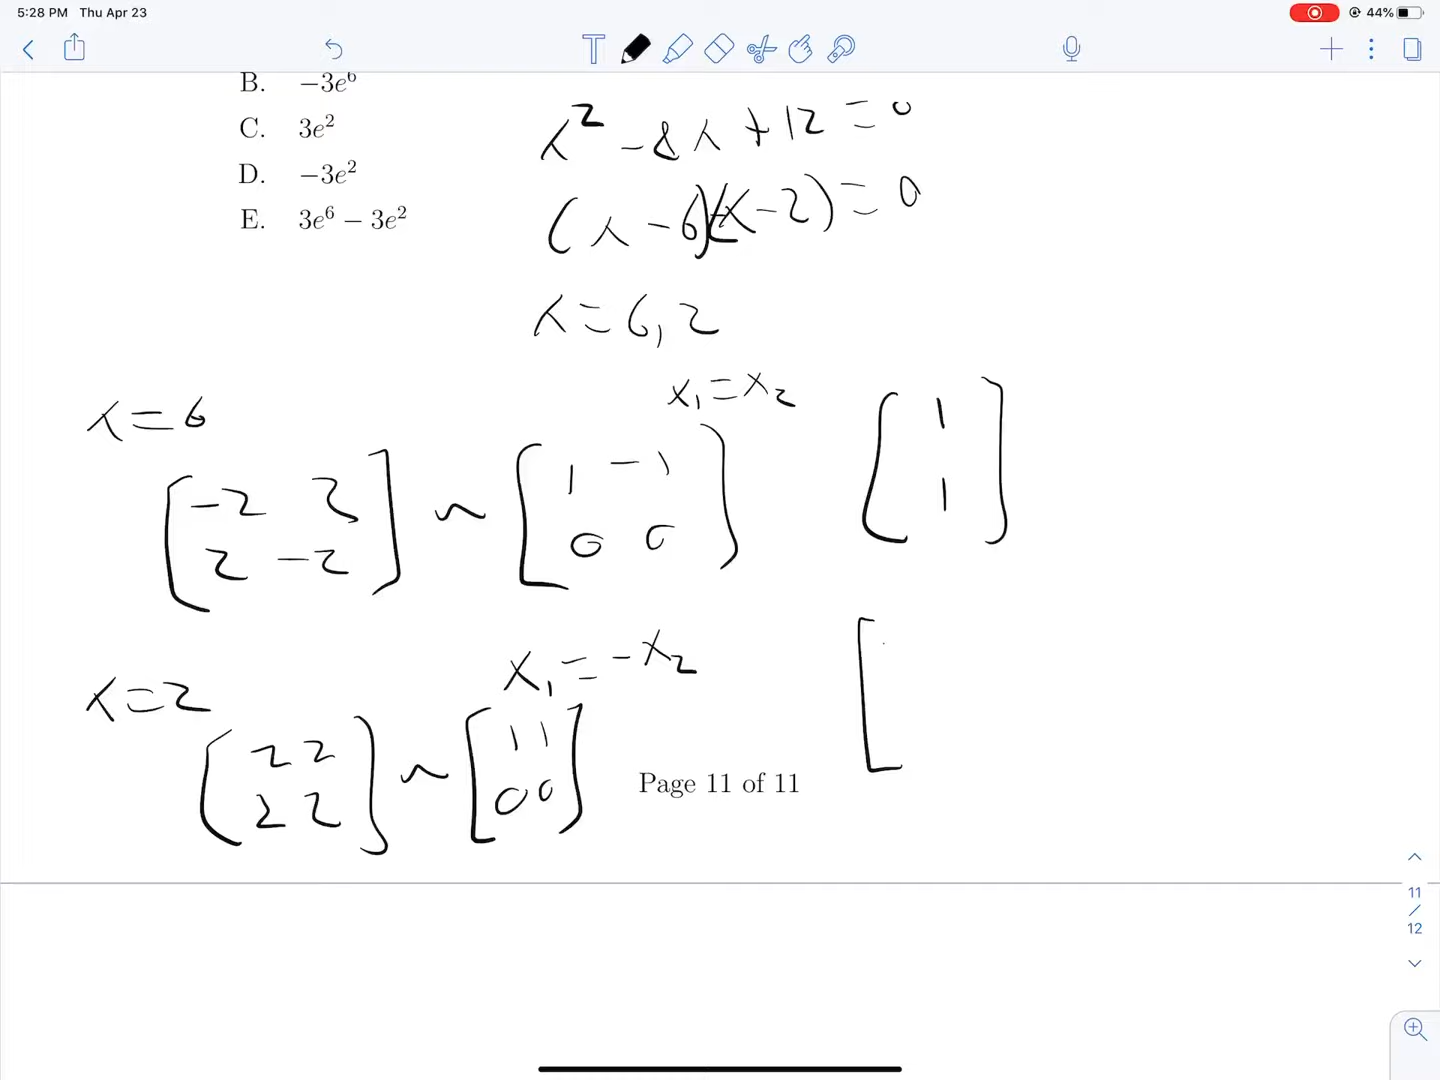 5:28 PM Thu Apr 23
44%
B. −3e⁶
C. 3e²
D. −3e²
E. 3e⁶ − 3e²
λ² − 8λ + 12 = 0
(λ − 6)(λ − 2) = 0
λ = 6, 2
λ = 6
x₁ = x₂
[−2 2
2 −2] ~ [1 −1
0 0]
[1
1]
λ = 2
x₁ = −x₂
[2 2
2 2] ~ [1 1
0 0]
[
Page 11 of 11
11
/
12